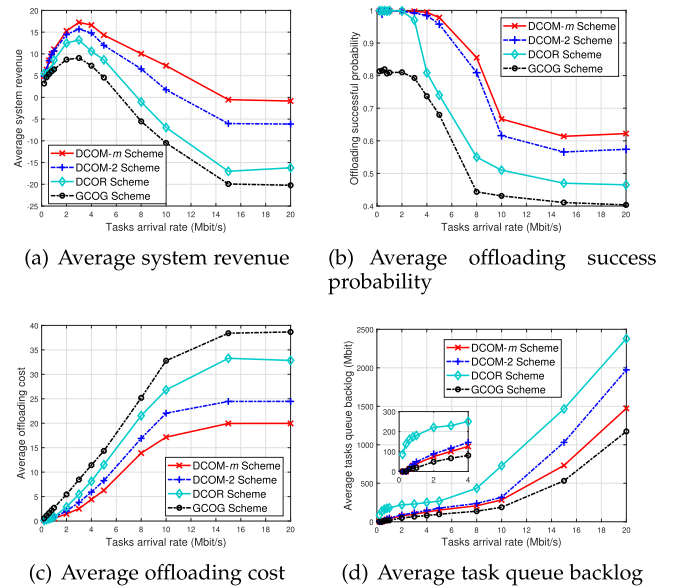 20
15
10
5
0
-5
-10
-15
-20
-25
Average system revenue
DCOM-m Scheme
DCOM-2 Scheme
DCOR Scheme
GCOG Scheme
0 2 4 6 8 10 12 14 16 18 20
Tasks arrival rate (Mbit/s)
(a) Average system revenue
1
0.9
0.8
0.7
0.6
0.5
0.4
Offloading successful probability
DCOM-m Scheme
DCOM-2 Scheme
DCOR Scheme
GCOG Scheme
0 2 4 6 8 10 12 14 16 18 20
Tasks arrival rate (Mbit/s)
(b) Average offloading success
probability
40
35
30
25
20
15
10
5
0
Average offloading cost
DCOM-m Scheme
DCOM-2 Scheme
DCOR Scheme
GCOG Scheme
0 2 4 6 8 10 12 14 16 18 20
Tasks arrival rate (Mbit/s)
(c) Average offloading cost
2500
2000
1500
1000
500
0
Average tasks queue backlog (Mbit)
DCOM-m Scheme
DCOM-2 Scheme
DCOR Scheme
GCOG Scheme
300
200
100
0
0 2 4
0 2 4 6 8 10 12 14 16 18 20
Tasks arrival rate (Mbit/s)
(d) Average task queue backlog